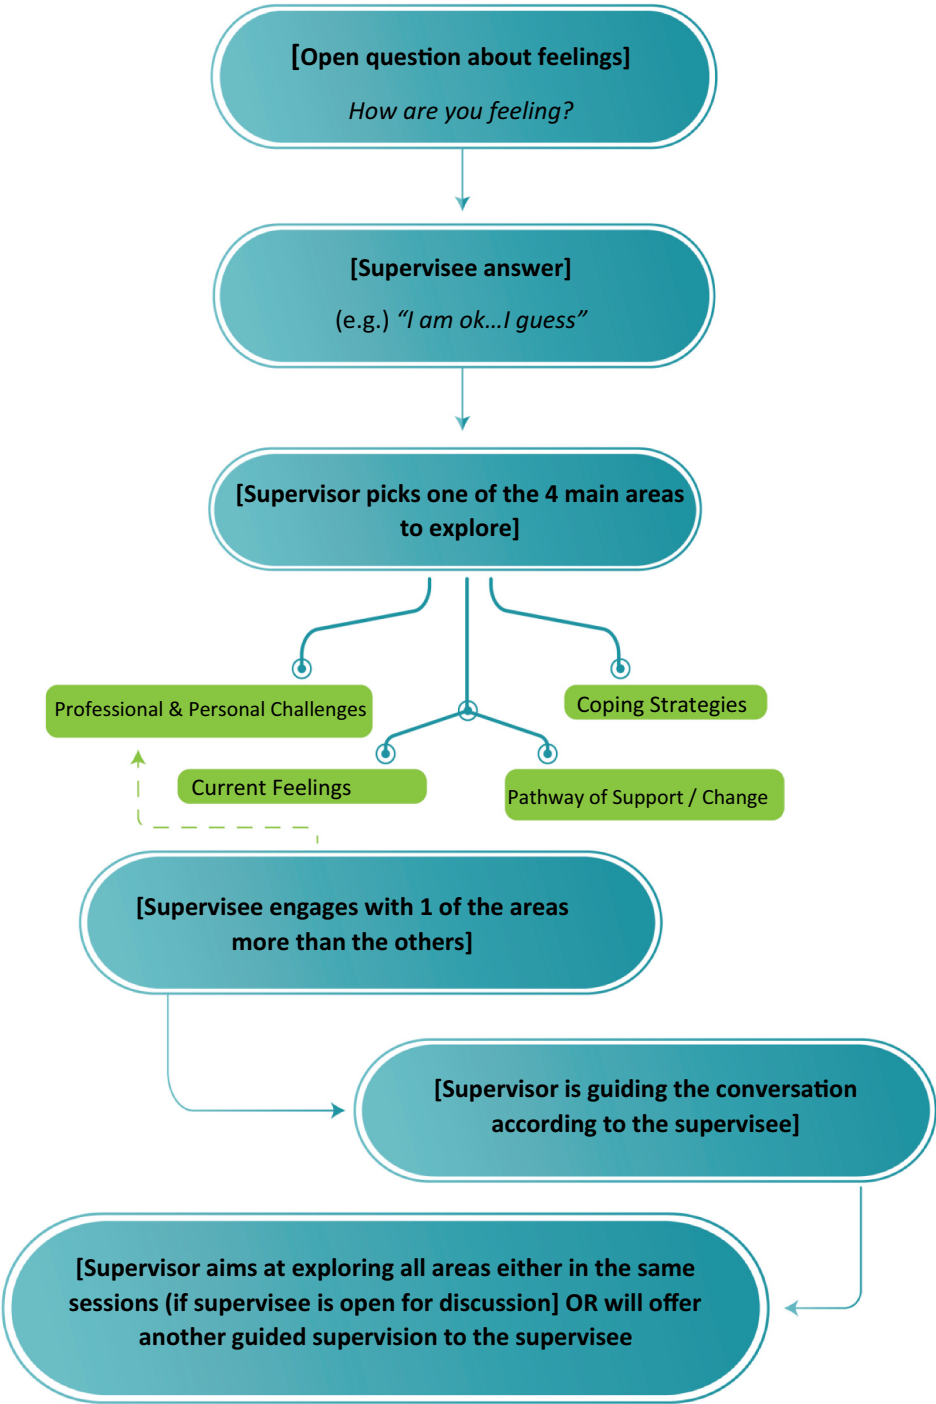 [Open question about feelings]
How are you feeling?
[Supervisee answer]
(e.g.) “I am ok...I guess”
[Supervisor picks one of the 4 main areas
to explore]
Professional & Personal Challenges
Coping Strategies
Current Feelings
Pathway of Support / Change
[Supervisee engages with 1 of the areas
more than the others]
[Supervisor is guiding the conversation
according to the supervisee]
[Supervisor aims at exploring all areas either in the same
sessions (if supervisee is open for discussion] OR will offer
another guided supervision to the supervisee